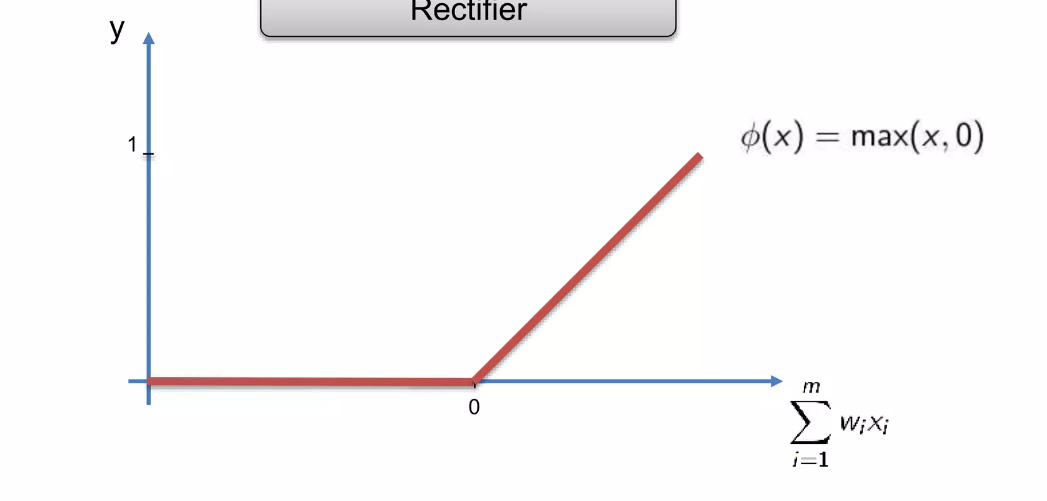 Rectifier
y
1
ϕ(x) = max(x, 0)
0
m
∑ wᵢxᵢ
i=1